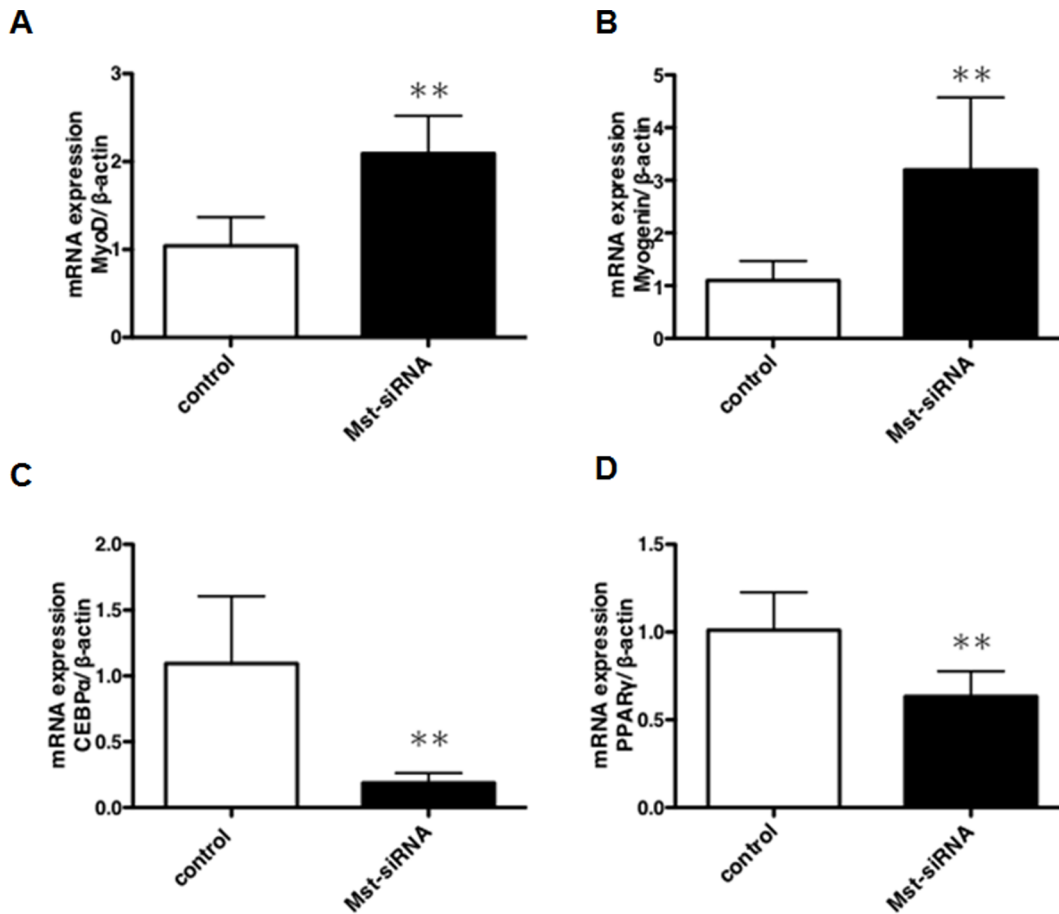 A
mRNA expression
MyoD/ β-actin
3
2
1
0
**
control
Mst-siRNA
B
mRNA expression
Myogenin/ β-actin
5
4
3
2
1
0
**
control
Mst-siRNA
C
mRNA expression
CEBPα/ β-actin
2.0
1.5
1.0
0.5
0.0
**
control
Mst-siRNA
D
mRNA expression
PPARγ/ β-actin
1.5
1.0
0.5
0.0
**
control
Mst-siRNA